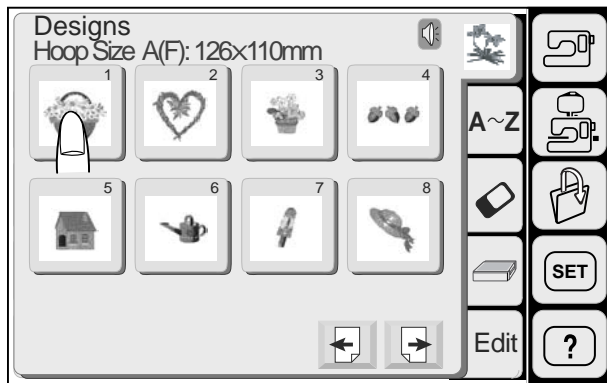 Designs
Hoop Size A(F): 126×110mm
1 2 3 4
A~Z
5 6 7 8
SET
Edit
?